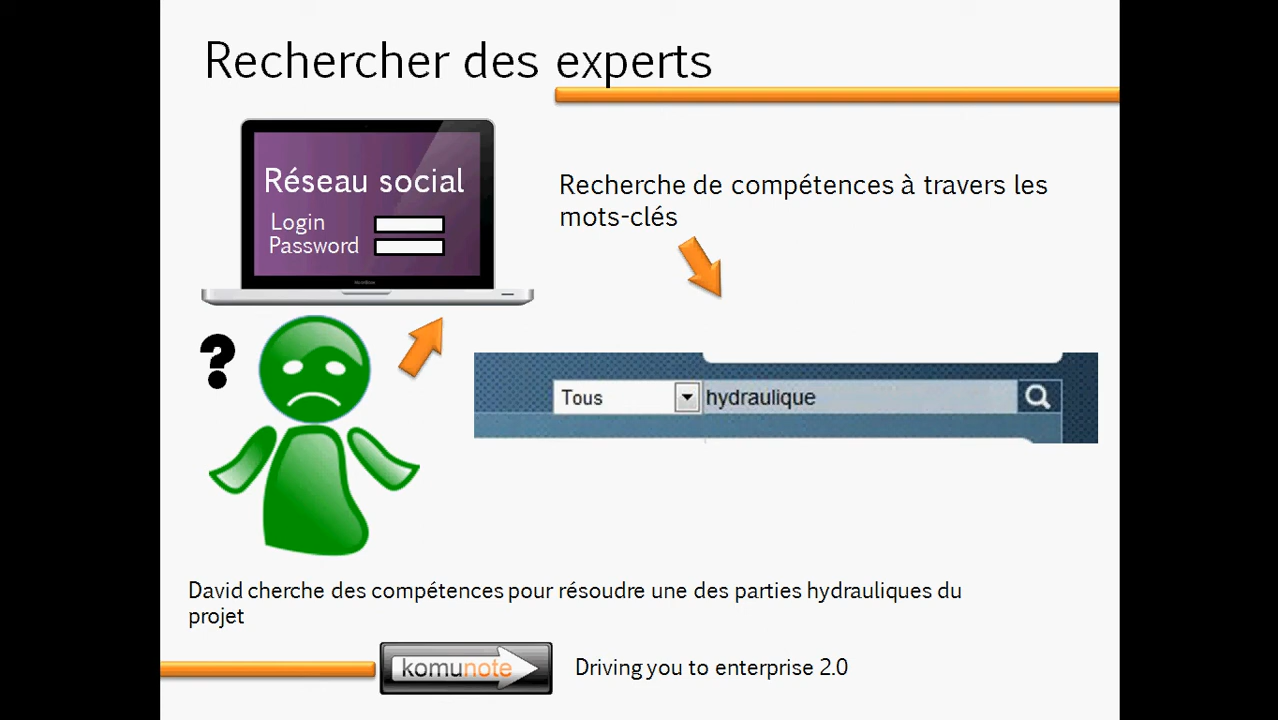 Rechercher des experts
Réseau social
Login
Password
Recherche de compétences à travers les
mots-clés
?
Tous
hydraulique
David cherche des compétences pour résoudre une des parties hydrauliques du
projet
komunote
Driving you to enterprise 2.0